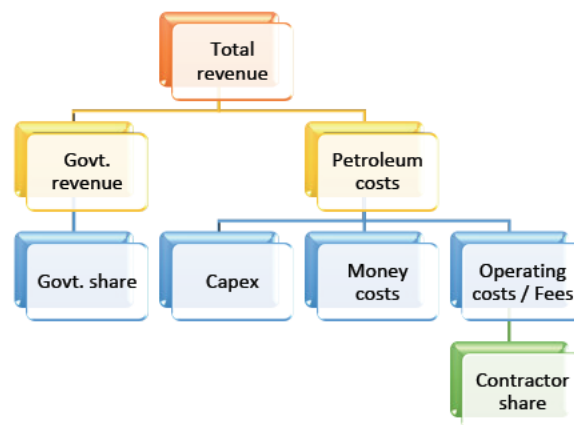 Total
revenue
Govt.
revenue
Petroleum
costs
Govt. share
Capex
Money
costs
Operating
costs / Fees
Contractor
share